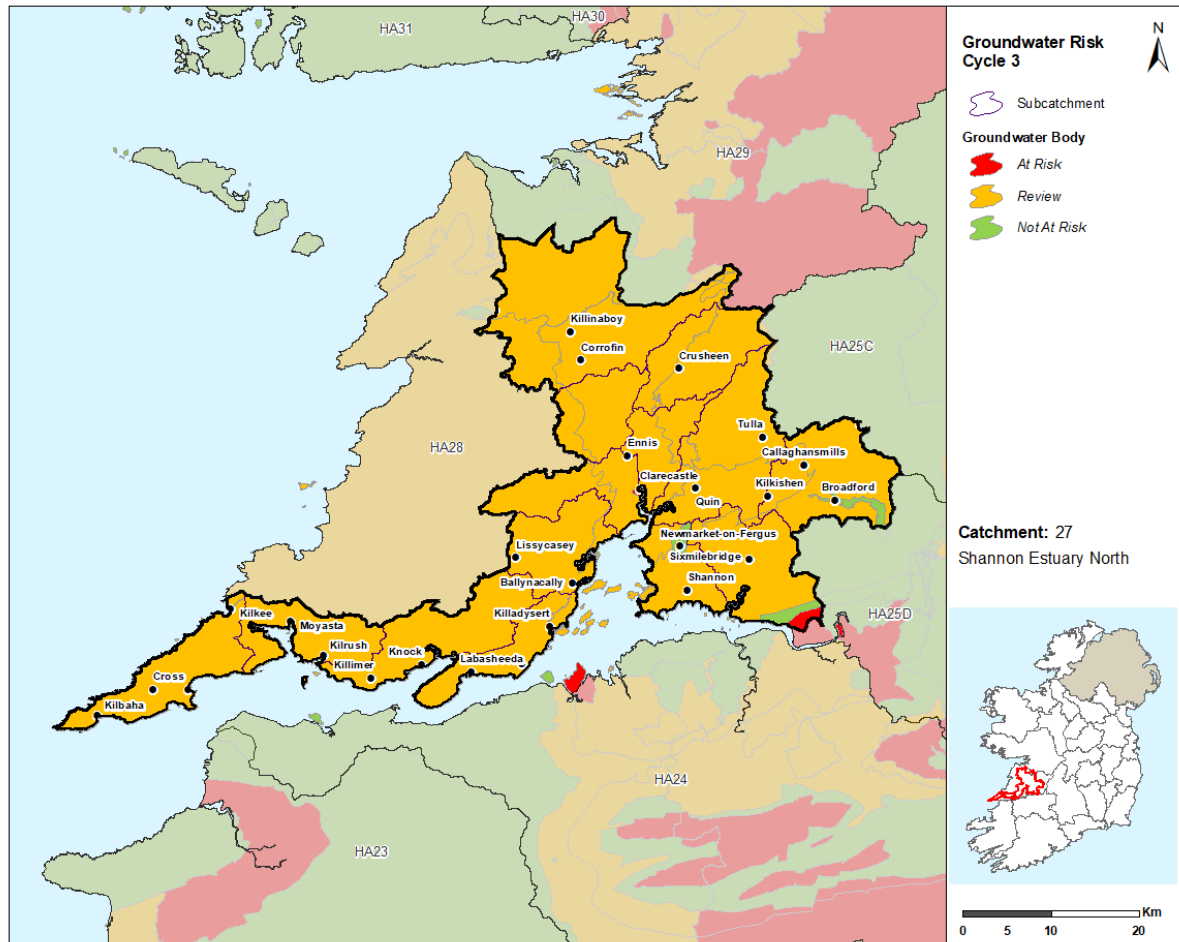 HA30
HA31
HA29
HA25C
HA28
HA25D
HA24
HA23
Killinaboy
Corrofin
Crusheen
Tulla
Ennis
Callaghansmills
Clarecastle
Kilkishen
Broadford
Quin
Newmarket-on-Fergus
Lissycasey
Sixmilebridge
Ballynacally
Shannon
Killadysert
Kilkee
Moyasta
Kilrush
Knock
Labasheeda
Killimer
Cross
Kilbaha
Groundwater Risk
Cycle 3
N
Subcatchment
Groundwater Body
At Risk
Review
Not At Risk
Catchment: 27
Shannon Estuary North
Km
0 5 10 20